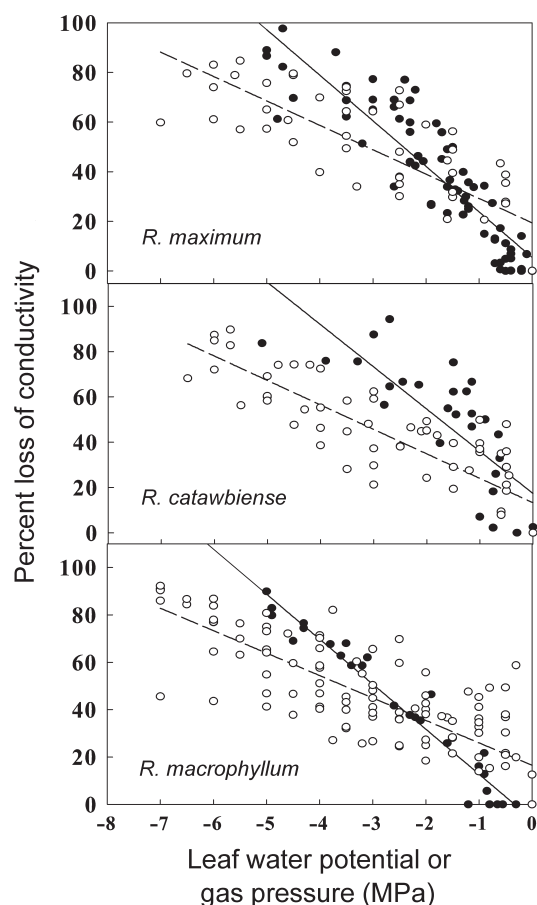 100
80
60
40
20
0
R. maximum
100
80
60
40
20
0
R. catawbiense
Percent loss of conductivity
100
80
60
40
20
0
R. macrophyllum
-8 -7 -6 -5 -4 -3 -2 -1 0
Leaf water potential or
gas pressure (MPa)